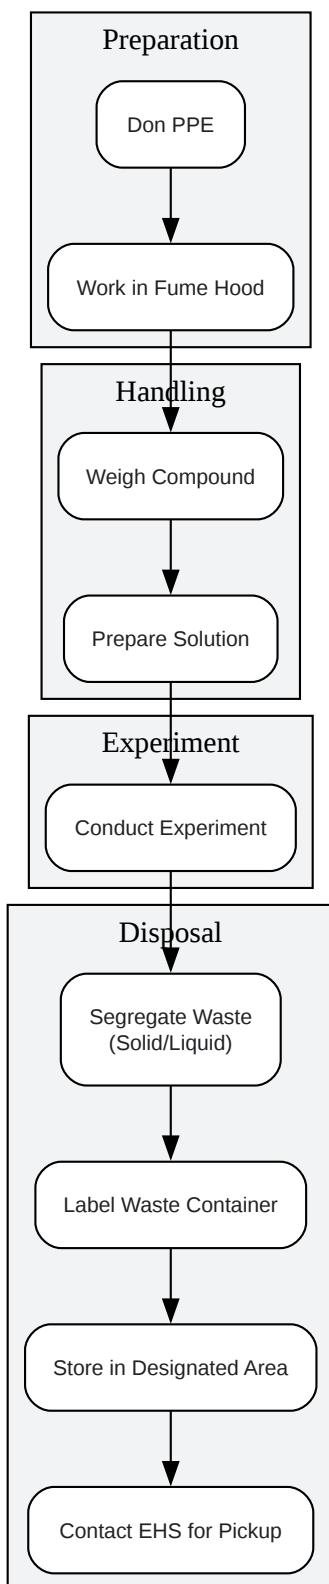 Preparation
Don PPE
Work in Fume Hood
Handling
Weigh Compound
Prepare Solution
Experiment
Conduct Experiment
Disposal
Segregate Waste
(Solid/Liquid)
Label Waste Container
Store in Designated Area
Contact EHS for Pickup